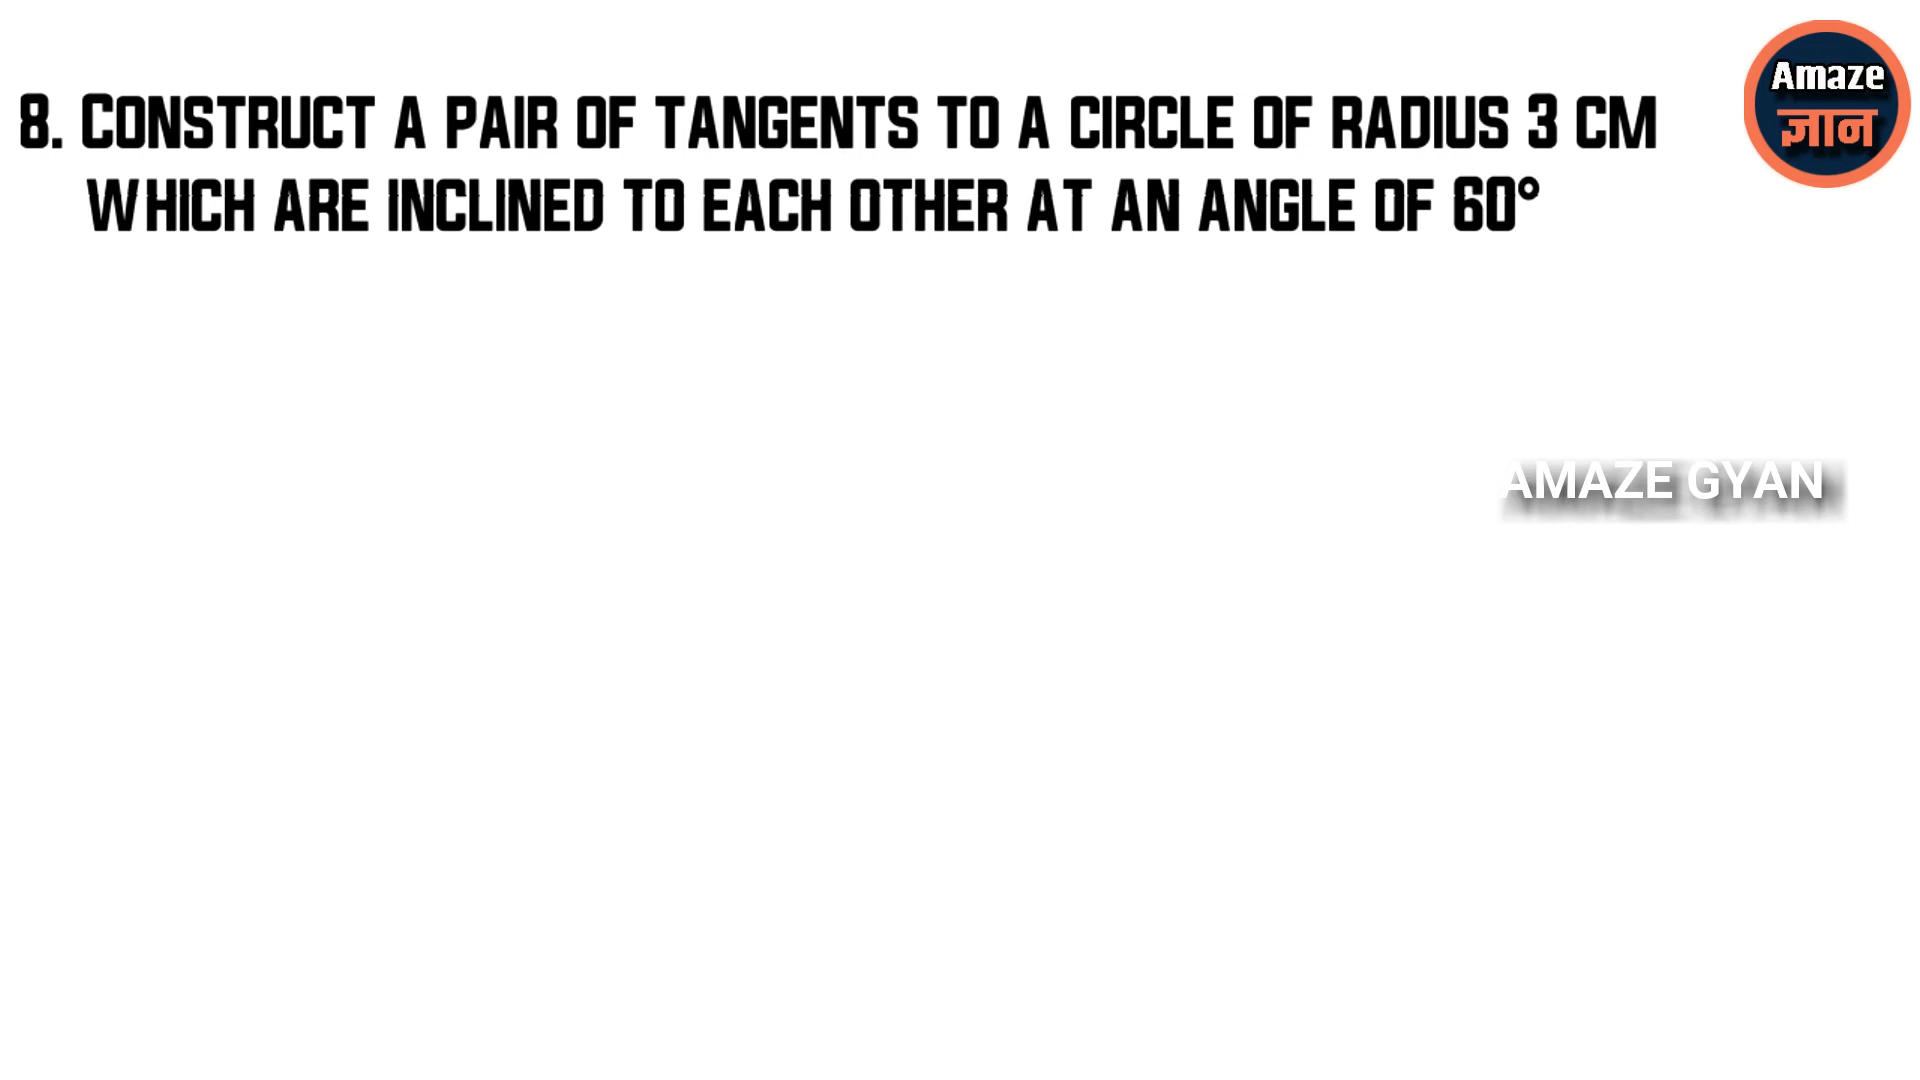 8. CONSTRUCT A PAIR OF TANGENTS TO A CIRCLE OF RADIUS 3 CM
WHICH ARE INCLINED TO EACH OTHER AT AN ANGLE OF 60°
Amaze
ज्ञान
AMAZE GYAN